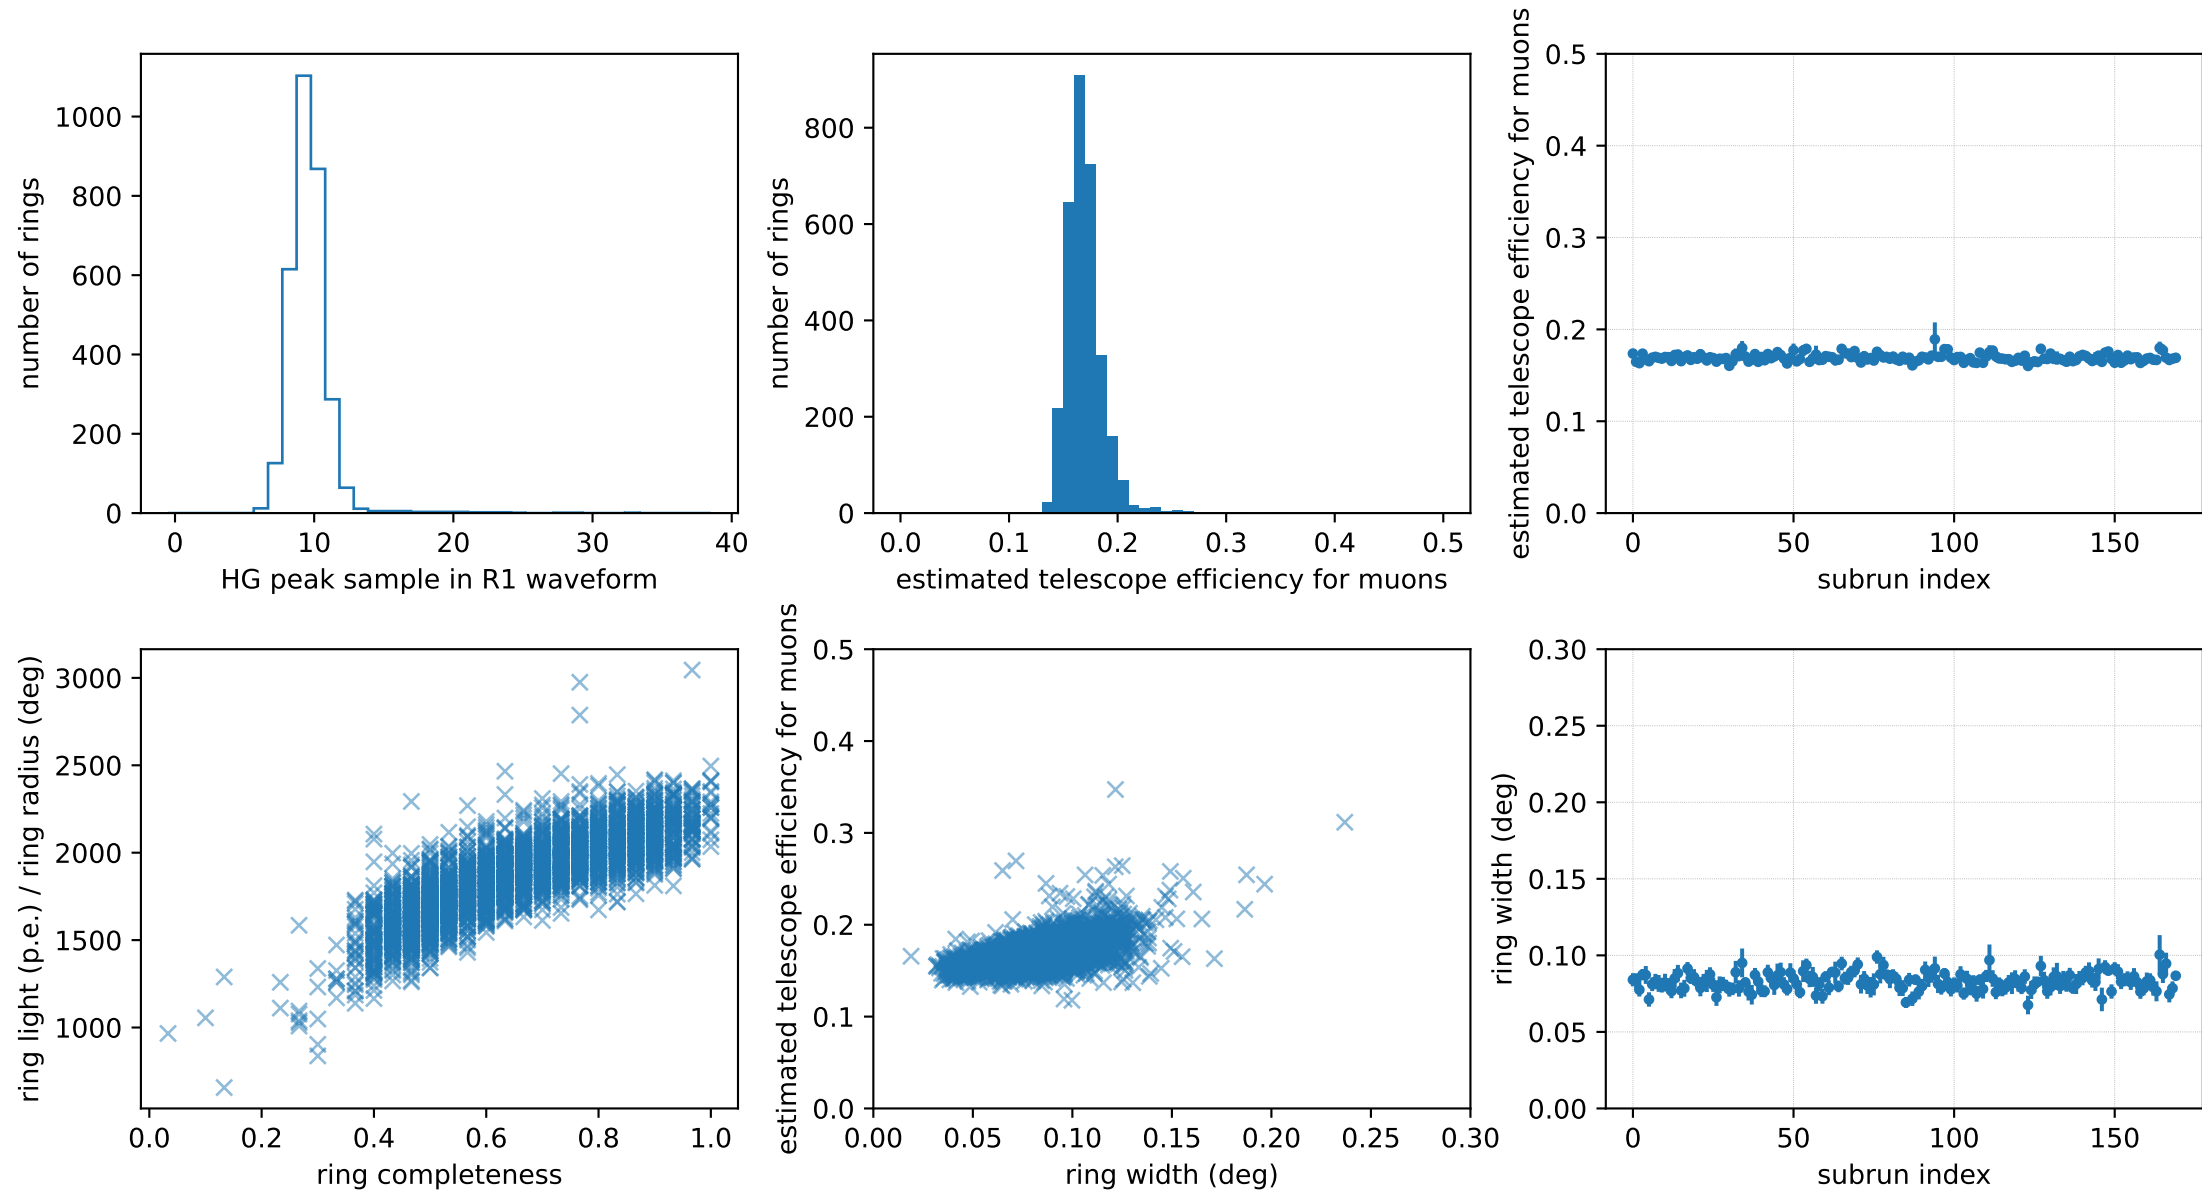 number of rings
1000
800
600
400
200
0
0 10 20 30 40
HG peak sample in R1 waveform
number of rings
800
600
400
200
0
0.0 0.1 0.2 0.3 0.4 0.5
estimated telescope efficiency for muons
estimated telescope efficiency for muons
0.5
0.4
0.3
0.2
0.1
0.0
0 50 100 150
subrun index
ring light (p.e.) / ring radius (deg)
3000
2500
2000
1500
1000
0.0 0.2 0.4 0.6 0.8 1.0
ring completeness
estimated telescope efficiency for muons
0.5
0.4
0.3
0.2
0.1
0.0
0.00 0.05 0.10 0.15 0.20 0.25 0.30
ring width (deg)
ring width (deg)
0.30
0.25
0.20
0.15
0.10
0.05
0.00
0 50 100 150
subrun index